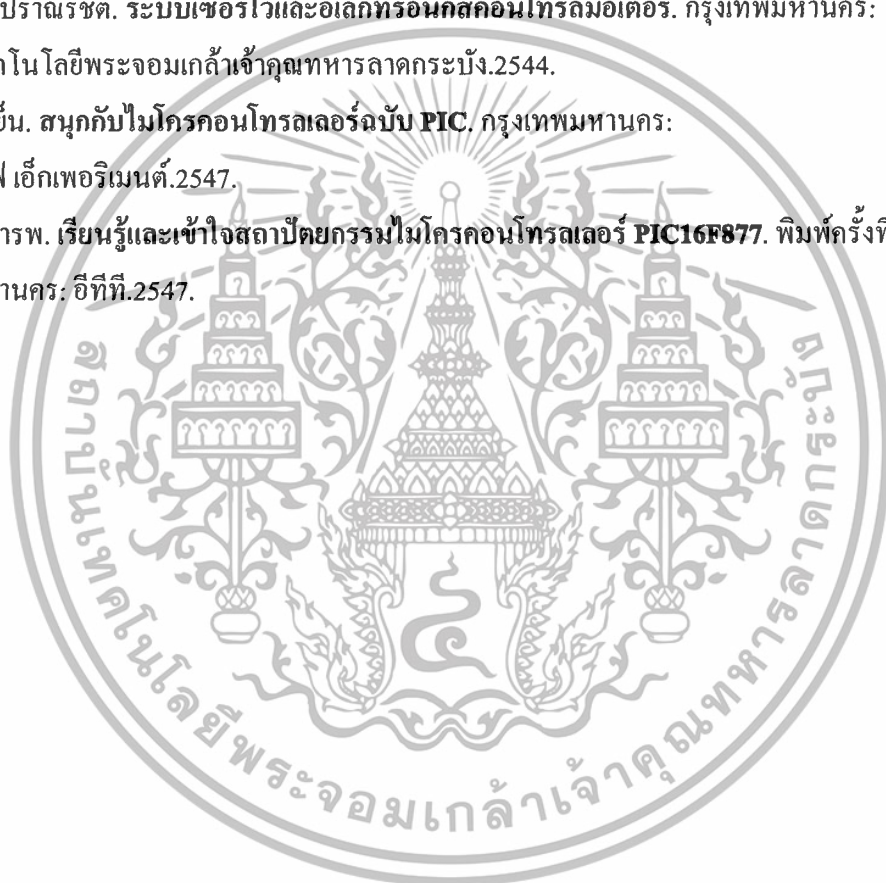 ปราณรชต. ระบบเซอร์โวและอิเล็กทรอนิกส์คอนโทรลมอเตอร์. กรุงเทพมหานคร:
โนโลยีพระจอมเกล้าเจ้าคุณทหารลาดกระบัง.2544.
สนุกกับไมโครคอนโทรลเลอร์ฉบับ PIC. กรุงเทพมหานคร:
เอ็กเพอริเมนต์.2547.
ารพ. เรียนรู้และเข้าใจสถาปัตยกรรมไมโครคอนโทรลเลอร์ PIC16F877. พิมพ์ครั้ง
านคร: อีทีที.2547.
สถาบันเทคโนโลยีพระจอมเกล้าเจ้าคุณทหารลาดกระบัง
๔